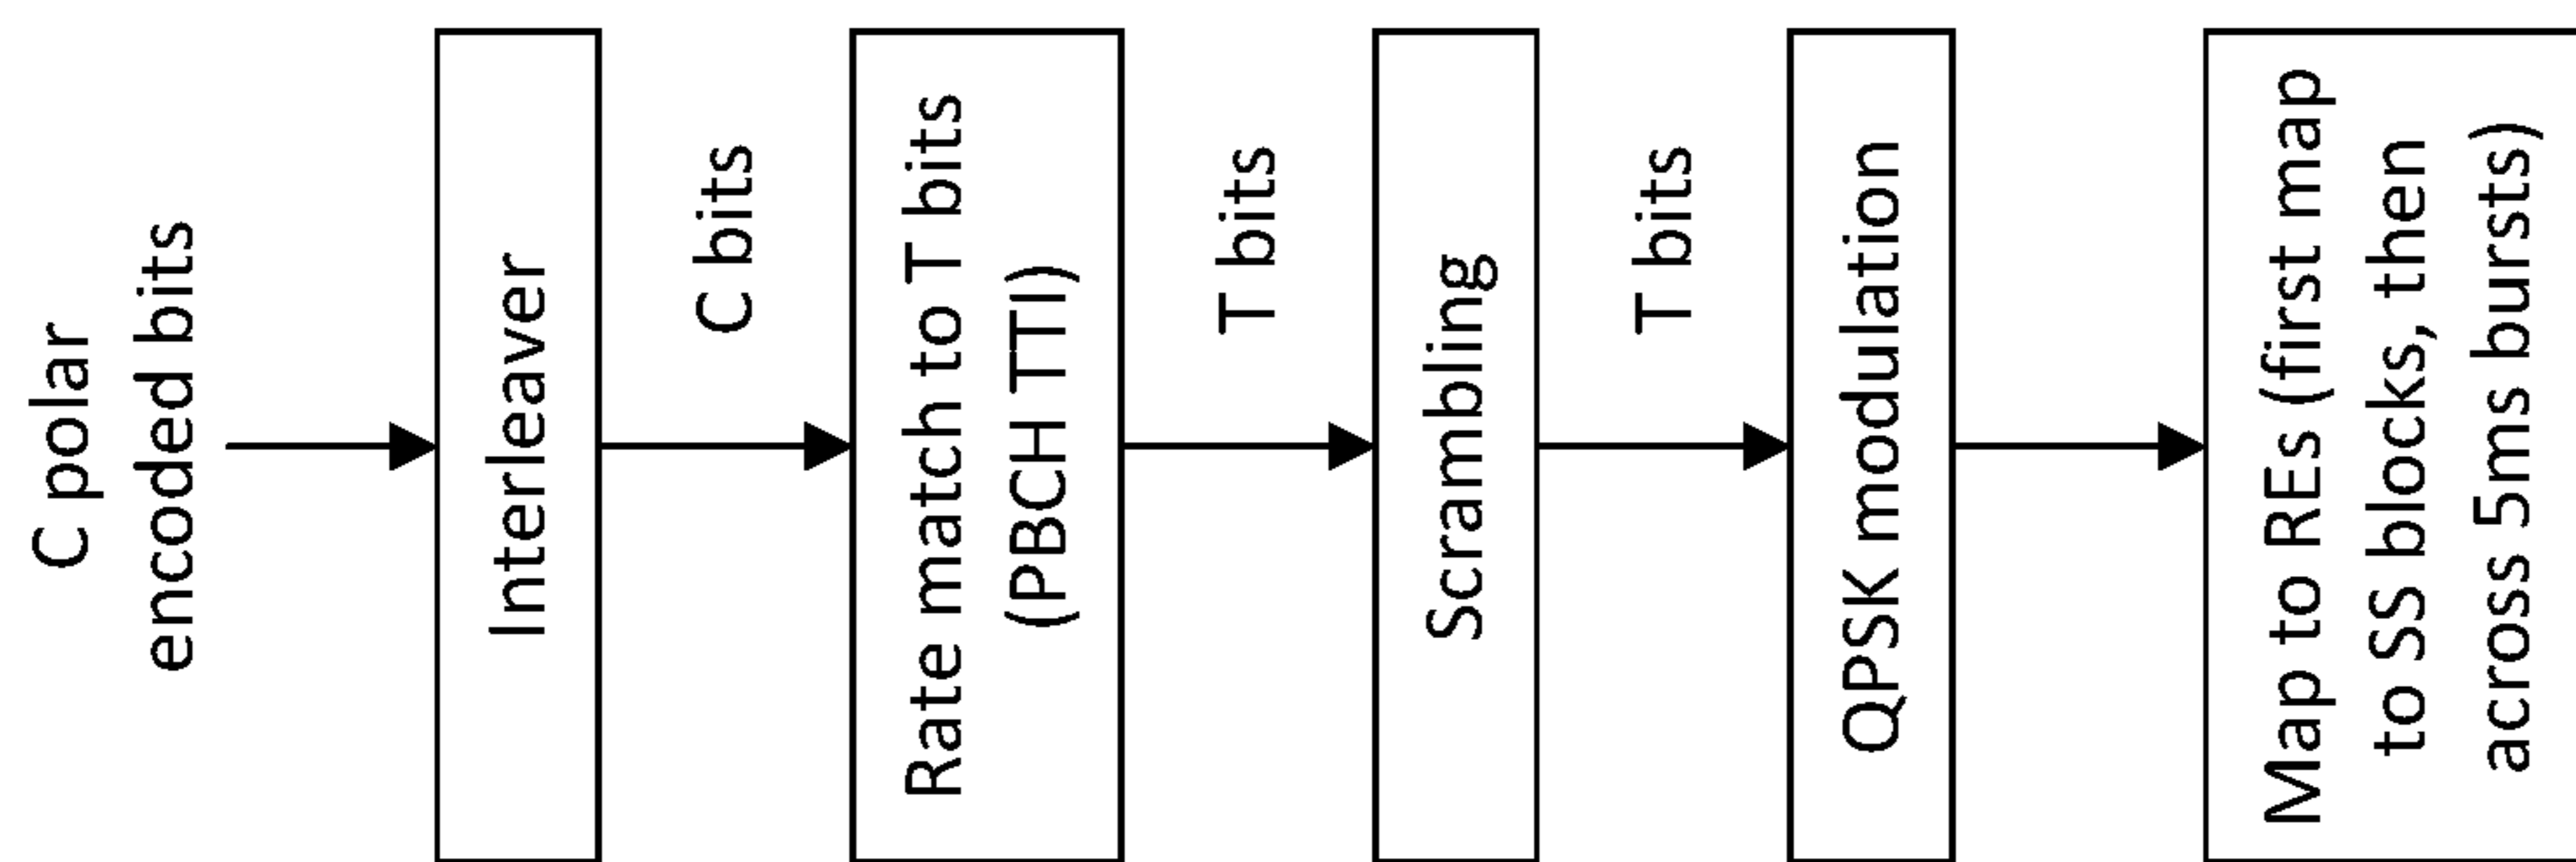 C polar
encoded bits
Interleaver
C bits
Rate match to T bits
(PBCH TTI)
T bits
Scrambling
T bits
QPSK modulation
Map to REs (first map
to SS blocks, then
across 5ms bursts)